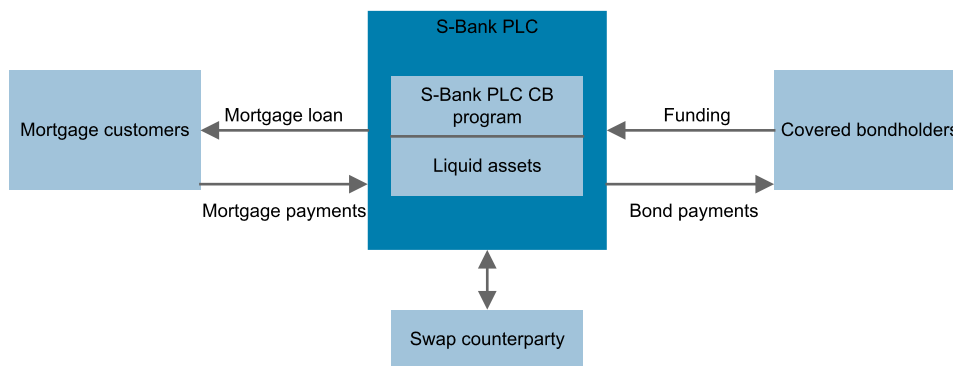 S-Bank PLC
S-Bank PLC CB
program
Liquid assets
Mortgage customers
Mortgage loan
Mortgage payments
Funding
Bond payments
Covered bondholders
Swap counterparty